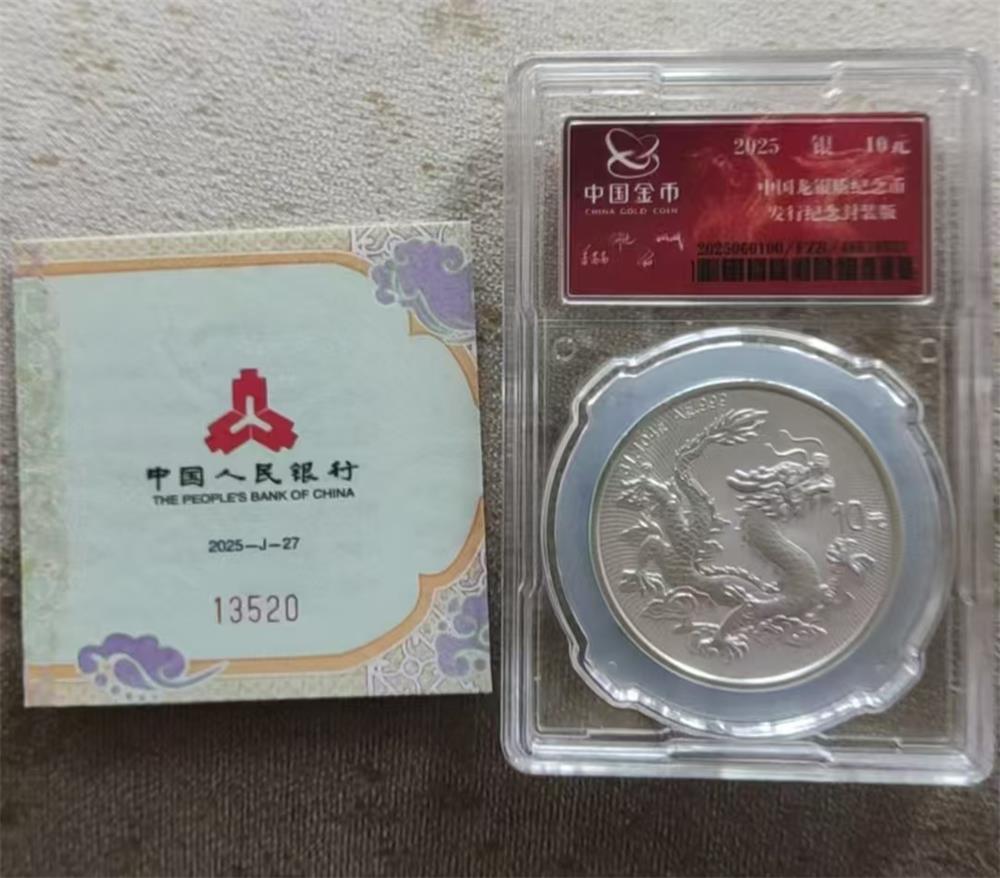 中国人民银行
THE PEOPLE'S BANK OF CHINA
2025—J—27
13520
中国金币
CHINA GOLD COIN
2025 银 10元
中国龙银质纪念币
发行纪念封装版
10元